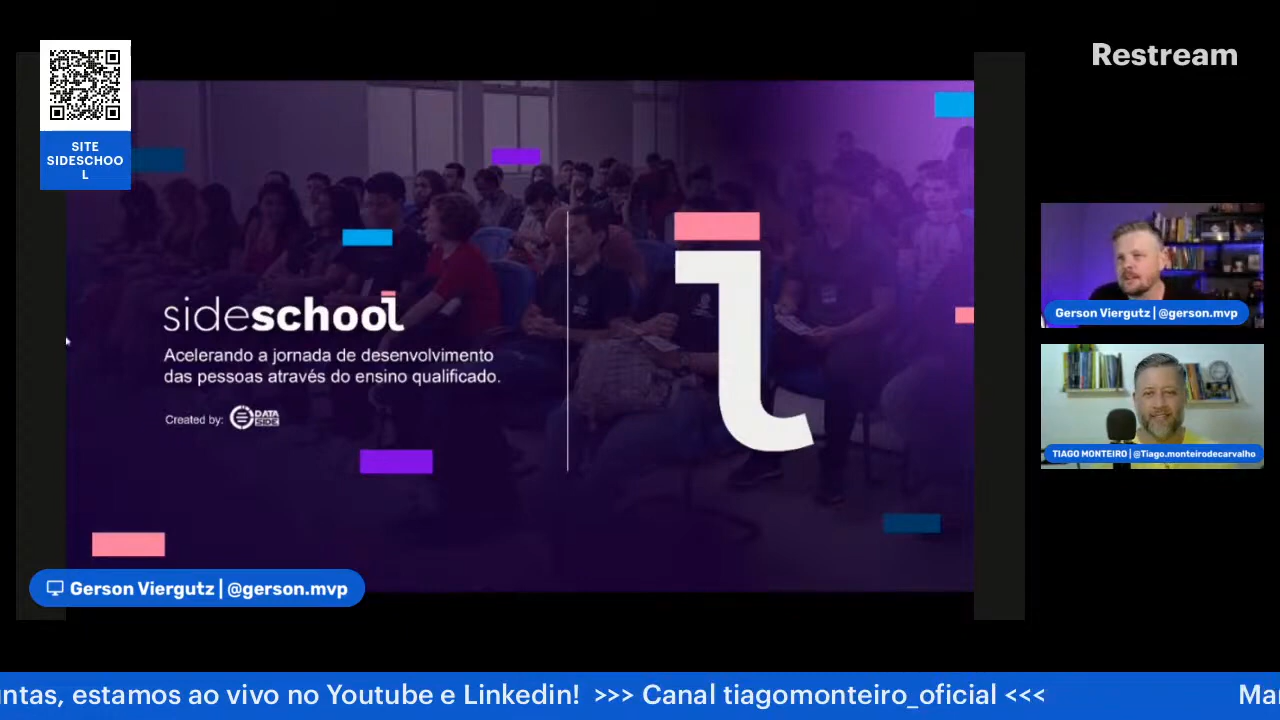 Restream
SITE
SIDESCHOO
L
sideschool
Acelerando a jornada de desenvolvimento
das pessoas através do ensino qualificado.
Created by: DATA
SIDE
Gerson Viergutz | @gerson.mvp
TIAGO MONTEIRO | @Tiago.monteirodecarvalho
Gerson Viergutz | @gerson.mvp
untas, estamos ao vivo no Youtube e Linkedin! >>> Canal tiagomonteiro_oficial <<< Mar